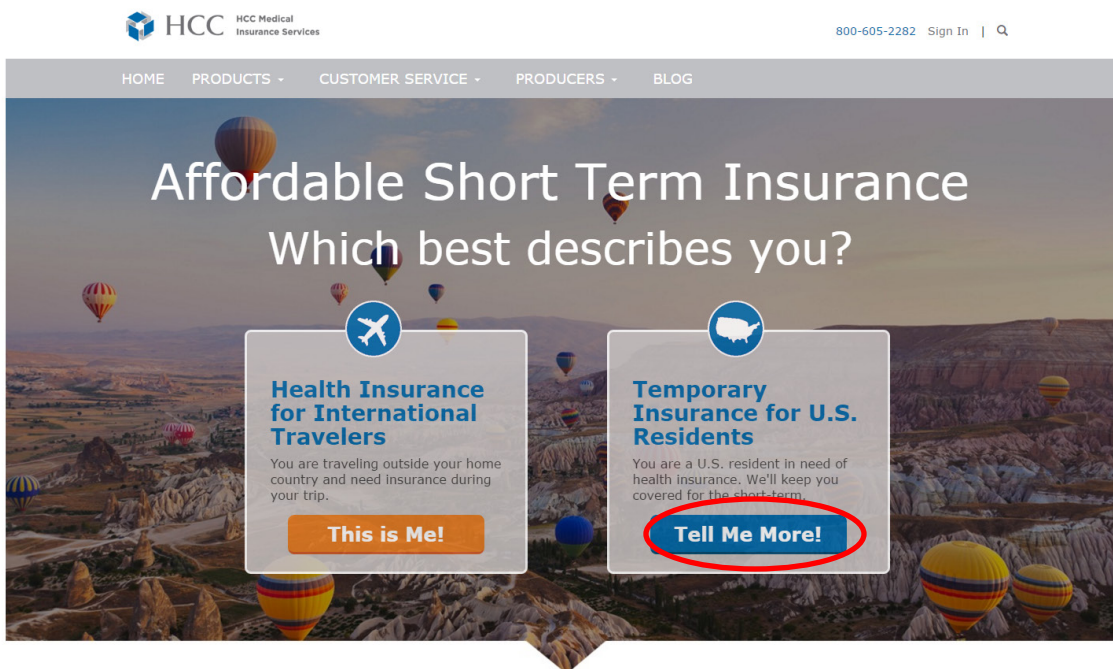 HCC HCC Medical
Insurance Services
800-605-2282 Sign In |
HOME PRODUCTS CUSTOMER SERVICE PRODUCERS BLOG
Affordable Short Term Insurance
Which best describes you?
Health Insurance
for International
Travelers
You are traveling outside your home
country and need insurance during
your trip.
This is Me!
Temporary
Insurance for U.S.
Residents
You are a U.S. resident in need of
health insurance. We'll keep you
covered for the short-term.
Tell Me More!